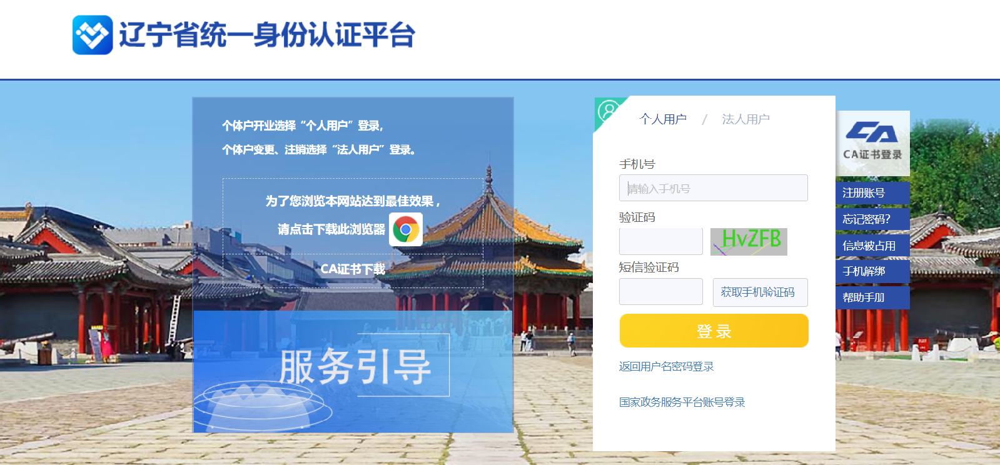 辽宁省统一身份认证平台
个体户开业选择“个人用户”登录，
个体户变更、注销选择“法人用户”登录。
为了您浏览本网站达到最佳效果，
请点击下载此浏览器
CA证书下载
服务引导
个人用户 / 法人用户
手机号
请输入手机号
验证码
HvZFB
短信验证码
获取手机验证码
登 录
返回用户名密码登录
国家政务服务平台账号登录
CA
CA证书登录
注册账号
忘记密码?
信息被占用
手机解绑
帮助手册